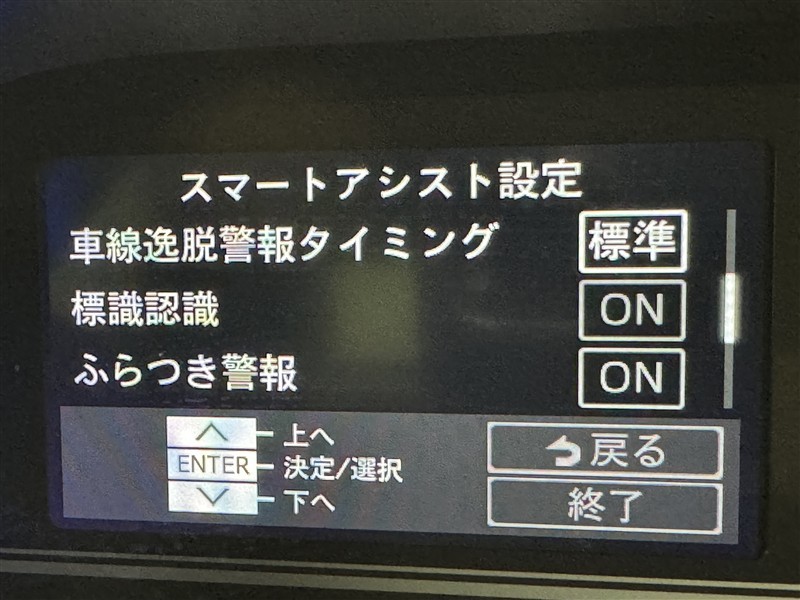 スマートアシスト設定
車線逸脱警報タイミング 標準
標識認識 ON
ふらつき警報 ON
上へ
ENTER 決定/選択
下へ
戻る
終了